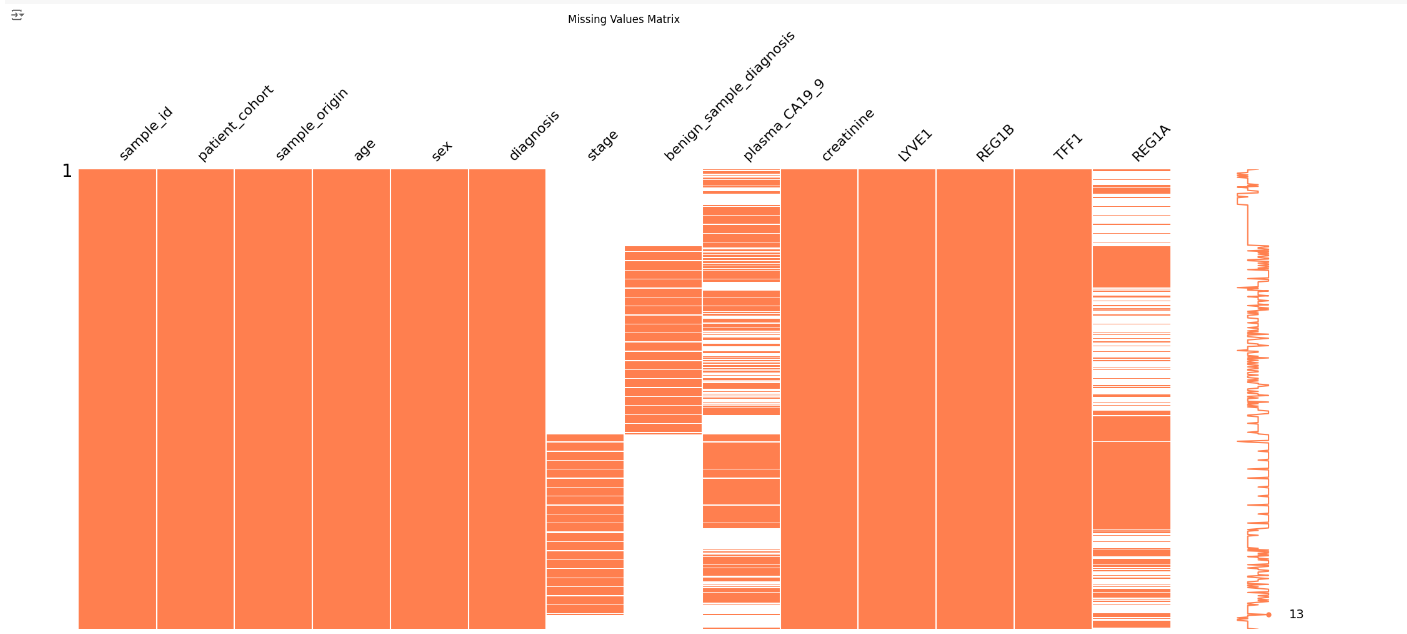 Missing Values Matrix
sample_id
patient_cohort
sample_origin
age
sex
diagnosis
stage
benign_sample_diagnosis
plasma_CA19_9
creatinine
LYVE1
REG1B
TFF1
REG1A
1
13